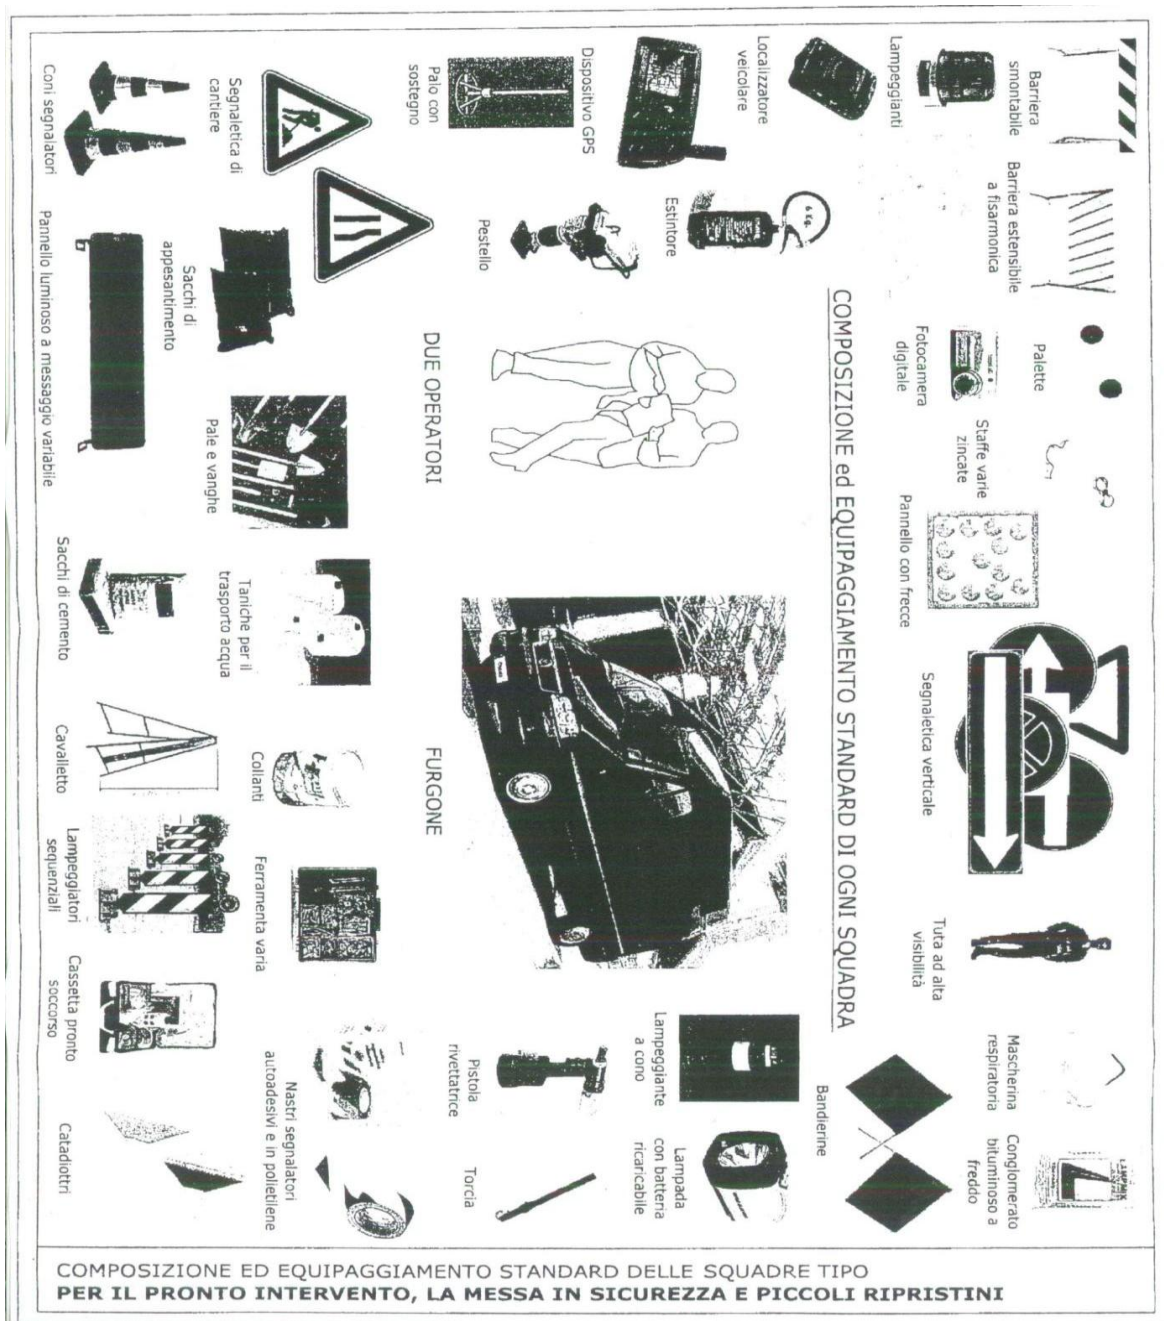 COMPOSIZIONE ed EQUIPAGGIAMENTO STANDARD DI OGNI SQUADRA
Barriera
smontabile
Barriera estensibile
a fisarmonica
Palette
Staffe varie
zincate
Pannello con frecce
Segnaletica verticale
Tuta ad alta
visibilità
Mascherina
respiratoria
Conglomerato
bituminoso a
freddo
Lampeggianti
Fotocamera
digitale
Bandierine
Localizzatore
veicolare
Estintore
6 Kg.
Lampeggiante
a cono
Lampada
con batteria
ricaricabile
Dispositivo GPS
Palo con
sostegno
Pestello
DUE OPERATORI
FURGONE
Pistola
rivettatrice
Torcia
Segnaletica di
cantiere
Sacchi di
appesantimento
Pale e vanghe
Taniche per il
trasporto acqua
Collanti
Ferramenta varia
Nastri segnalatori
autoadesivi e in polietilene
Coni segnalatori
Pannello luminoso a messaggio variabile
Sacchi di cemento
Cavalletto
Lampeggiatori
sequenziali
Cassetta pronto
soccorso
Catadiottri
COMPOSIZIONE ED EQUIPAGGIAMENTO STANDARD DELLE SQUADRE TIPO
PER IL PRONTO INTERVENTO, LA MESSA IN SICUREZZA E PICCOLI RIPRISTINI